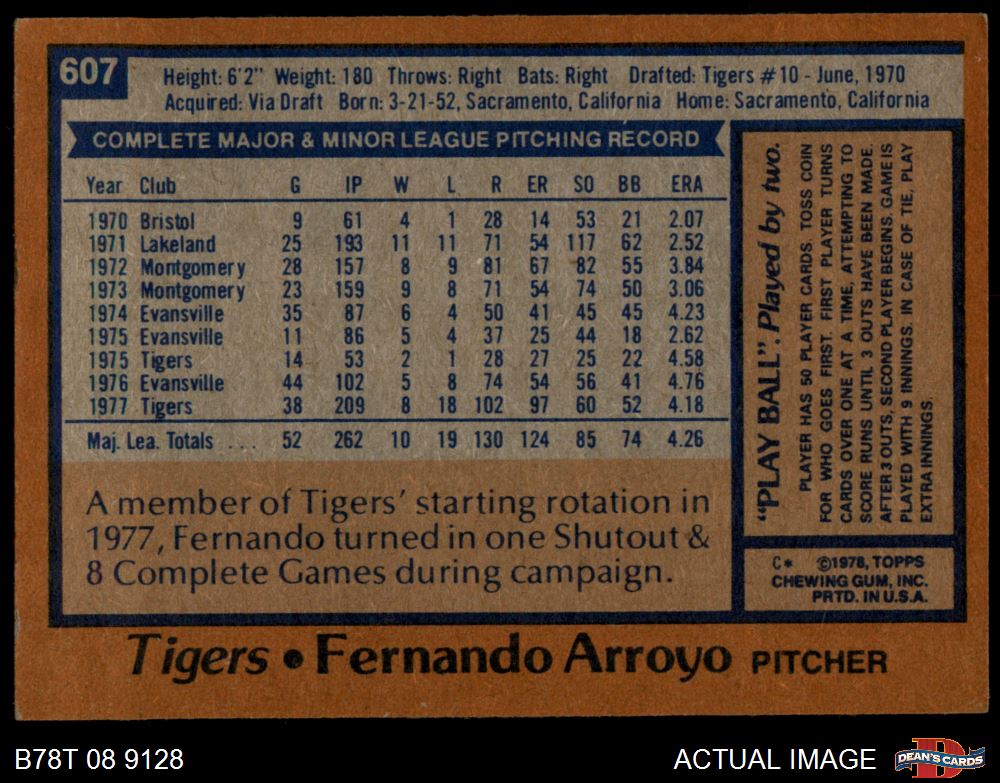 607
Height: 6'2" Weight: 180 Throws: Right Bats: Right Drafted: Tigers #10 - June, 1970
Acquired: Via Draft Born: 3-21-52, Sacramento, California Home: Sacramento, California
COMPLETE MAJOR & MINOR LEAGUE PITCHING RECORD
Year Club G IP W L R ER SO BB ERA
1970 Bristol 9 61 4 1 28 14 53 21 2.07
1971 Lakeland 25 193 11 11 71 54 117 62 2.52
1972 Montgomery 28 157 8 9 81 67 82 55 3.84
1973 Montgomery 23 159 9 8 71 54 74 50 3.06
1974 Evansville 35 87 6 4 50 41 45 45 4.23
1975 Evansville 11 86 5 4 37 25 44 18 2.62
1975 Tigers 14 53 2 1 28 27 25 22 4.58
1976 Evansville 44 102 5 8 74 54 56 41 4.76
1977 Tigers 38 209 8 18 102 97 60 52 4.18
Maj. Lea. Totals . . . 52 262 10 19 130 124 85 74 4.26
A member of Tigers' starting rotation in
1977, Fernando turned in one Shutout &
8 Complete Games during campaign.
"PLAY BALL". Played by two.
PLAYER HAS 50 PLAYER CARDS. TOSS COIN
FOR WHO GOES FIRST. FIRST PLAYER TURNS
CARDS OVER ONE AT A TIME, ATTEMPTING TO
SCORE RUNS UNTIL 3 OUTS HAVE BEEN MADE.
AFTER 3 OUTS, SECOND PLAYER BEGINS. GAME IS
PLAYED WITH 9 INNINGS. IN CASE OF TIE, PLAY
EXTRA INNINGS.
C* ©1978, TOPPS
CHEWING GUM, INC.
PRTD. IN U.S.A.
Tigers • Fernando Arroyo PITCHER
B78T 08 9128
ACTUAL IMAGE
D
DEAN'S CARDS